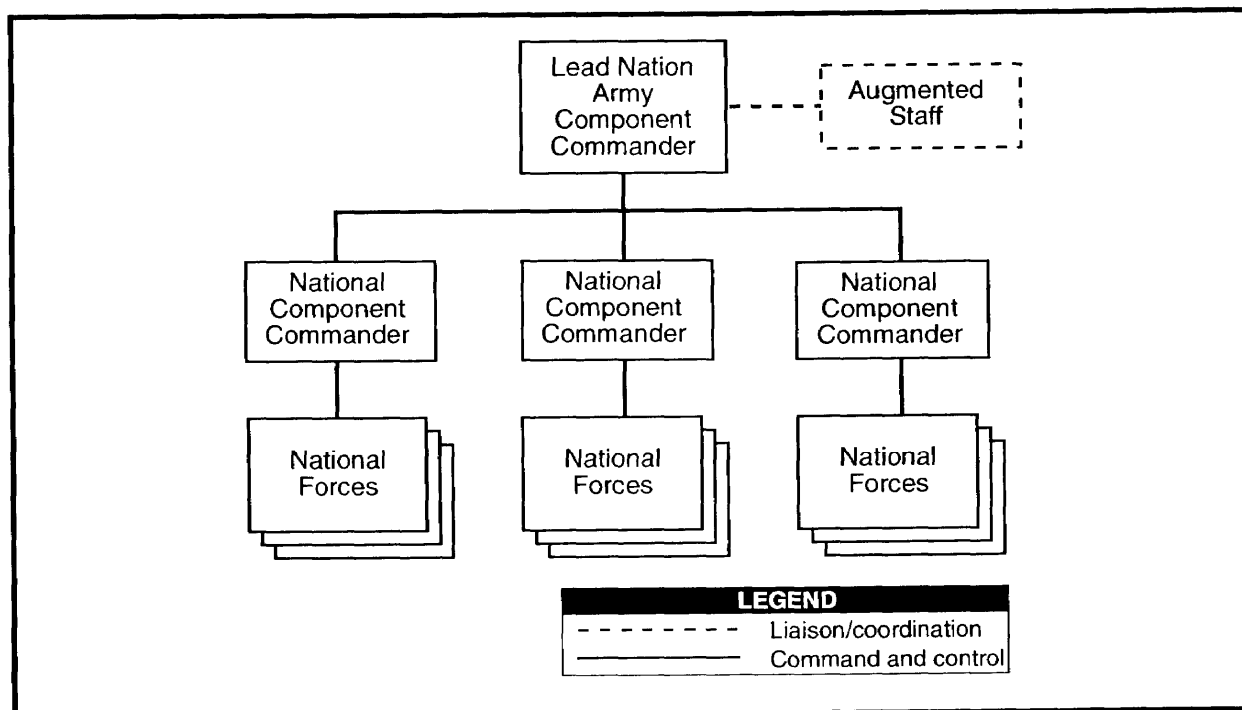 Lead Nation
Army
Component
Commander
Augmented
Staff
National
Component
Commander
National
Component
Commander
National
Component
Commander
National
Forces
National
Forces
National
Forces
LEGEND
Liaison/coordination
Command and control